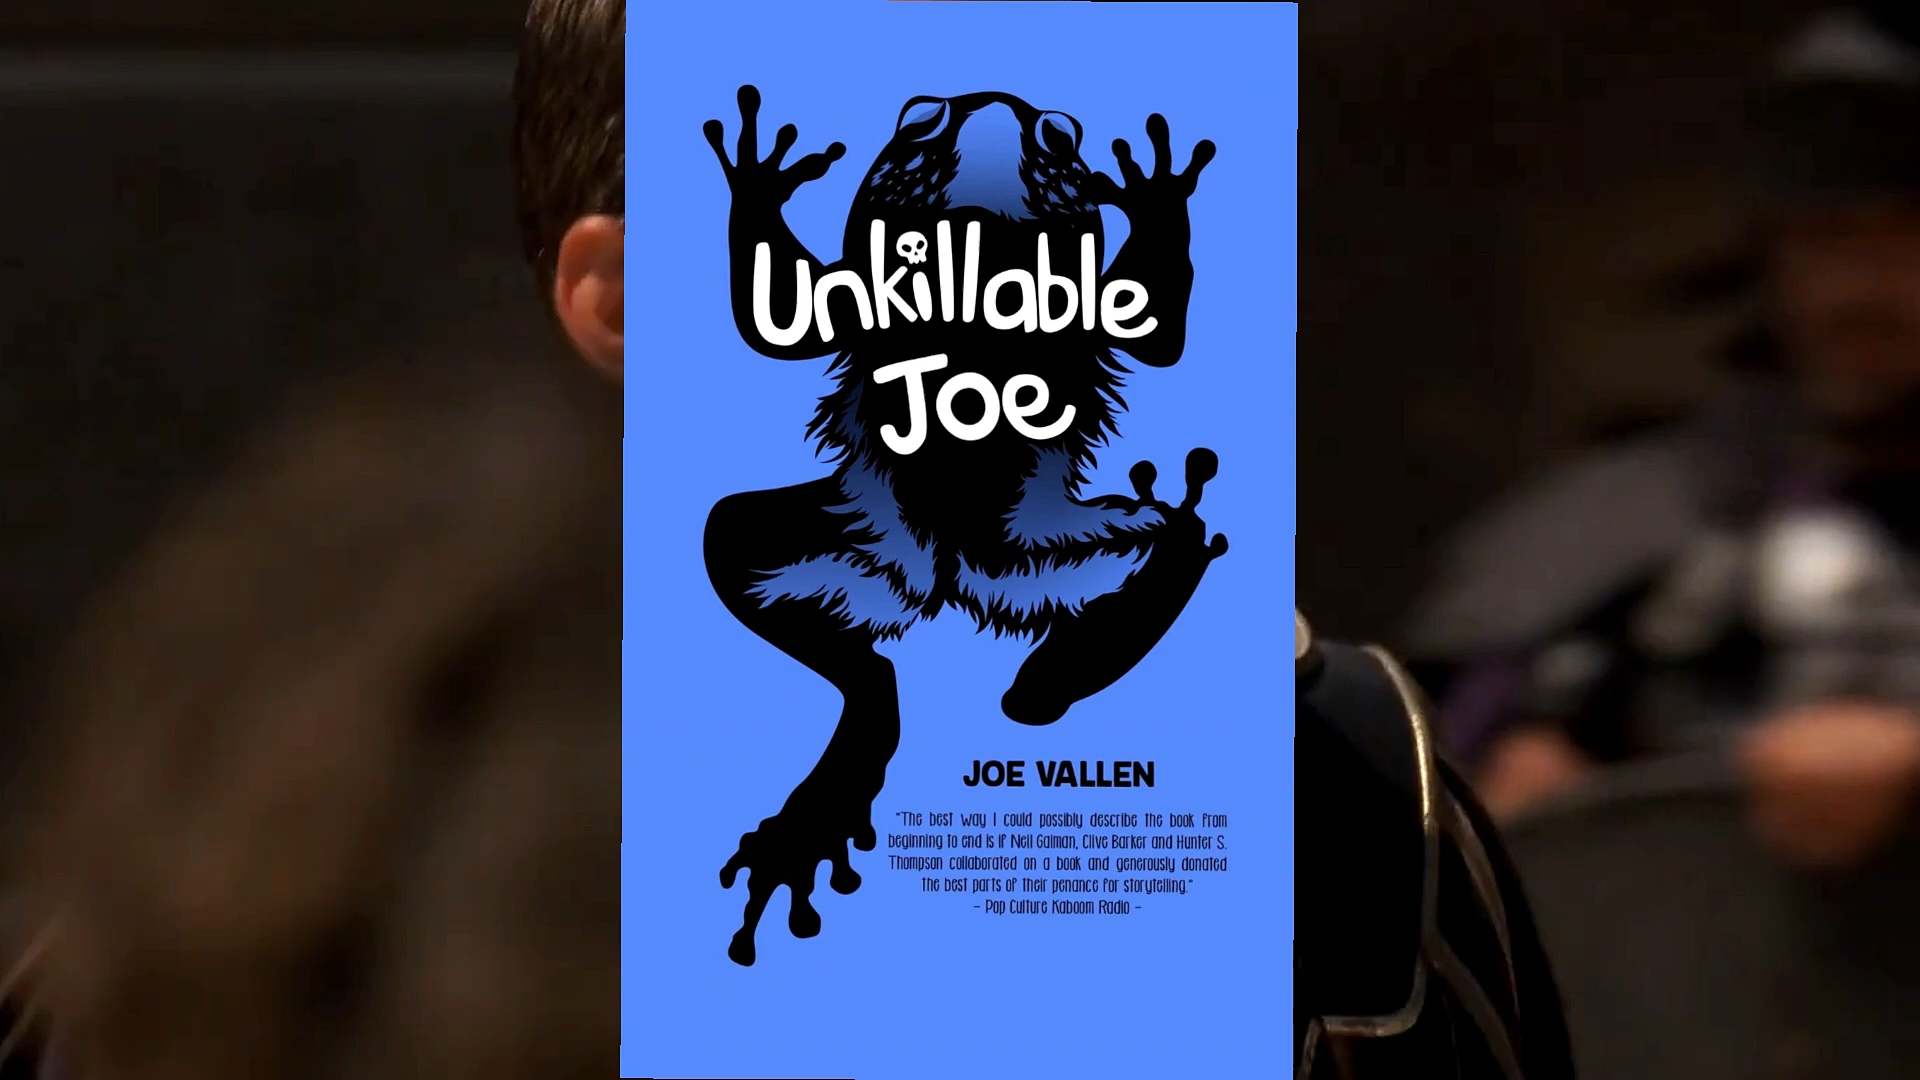 Unkillable
Joe
JOE VALLEN
"The best way I could possibly describe the book from
beginning to end is if Neil Gaiman, Clive Barker and Hunter S.
Thompson collaborated on a book and generously donated
the best parts of their penance for storytelling."
- Pop Culture Kaboom Radio -